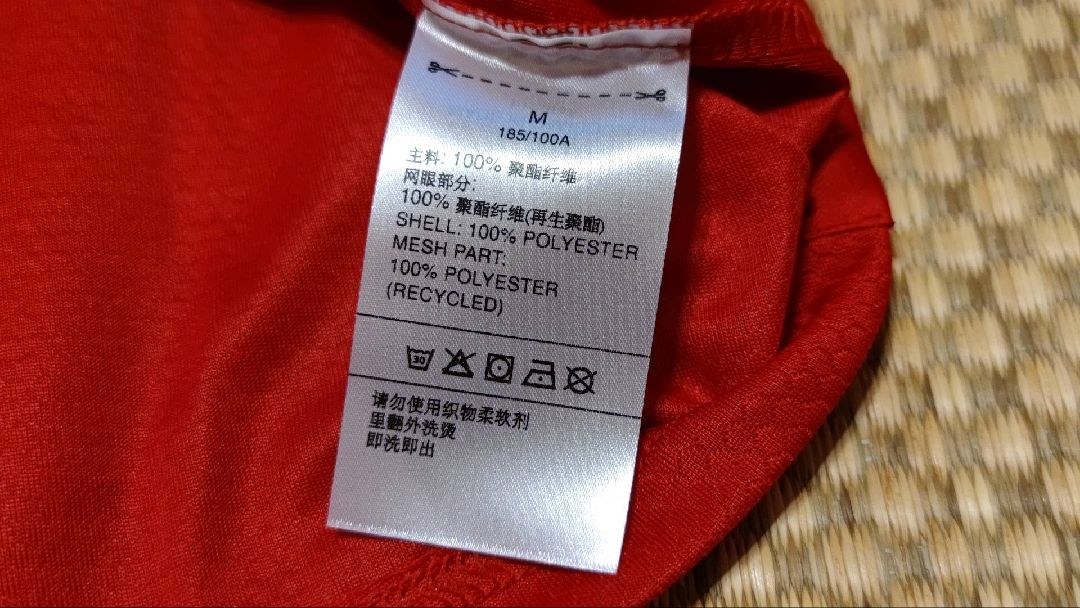 M
185/100A
主料: 100% 聚酯纤维
网眼部分:
100% 聚酯纤维(再生聚酯)
SHELL: 100% POLYESTER
MESH PART:
100% POLYESTER
(RECYCLED)
30
请勿使用织物柔软剂
里翻外洗烫
即洗即出